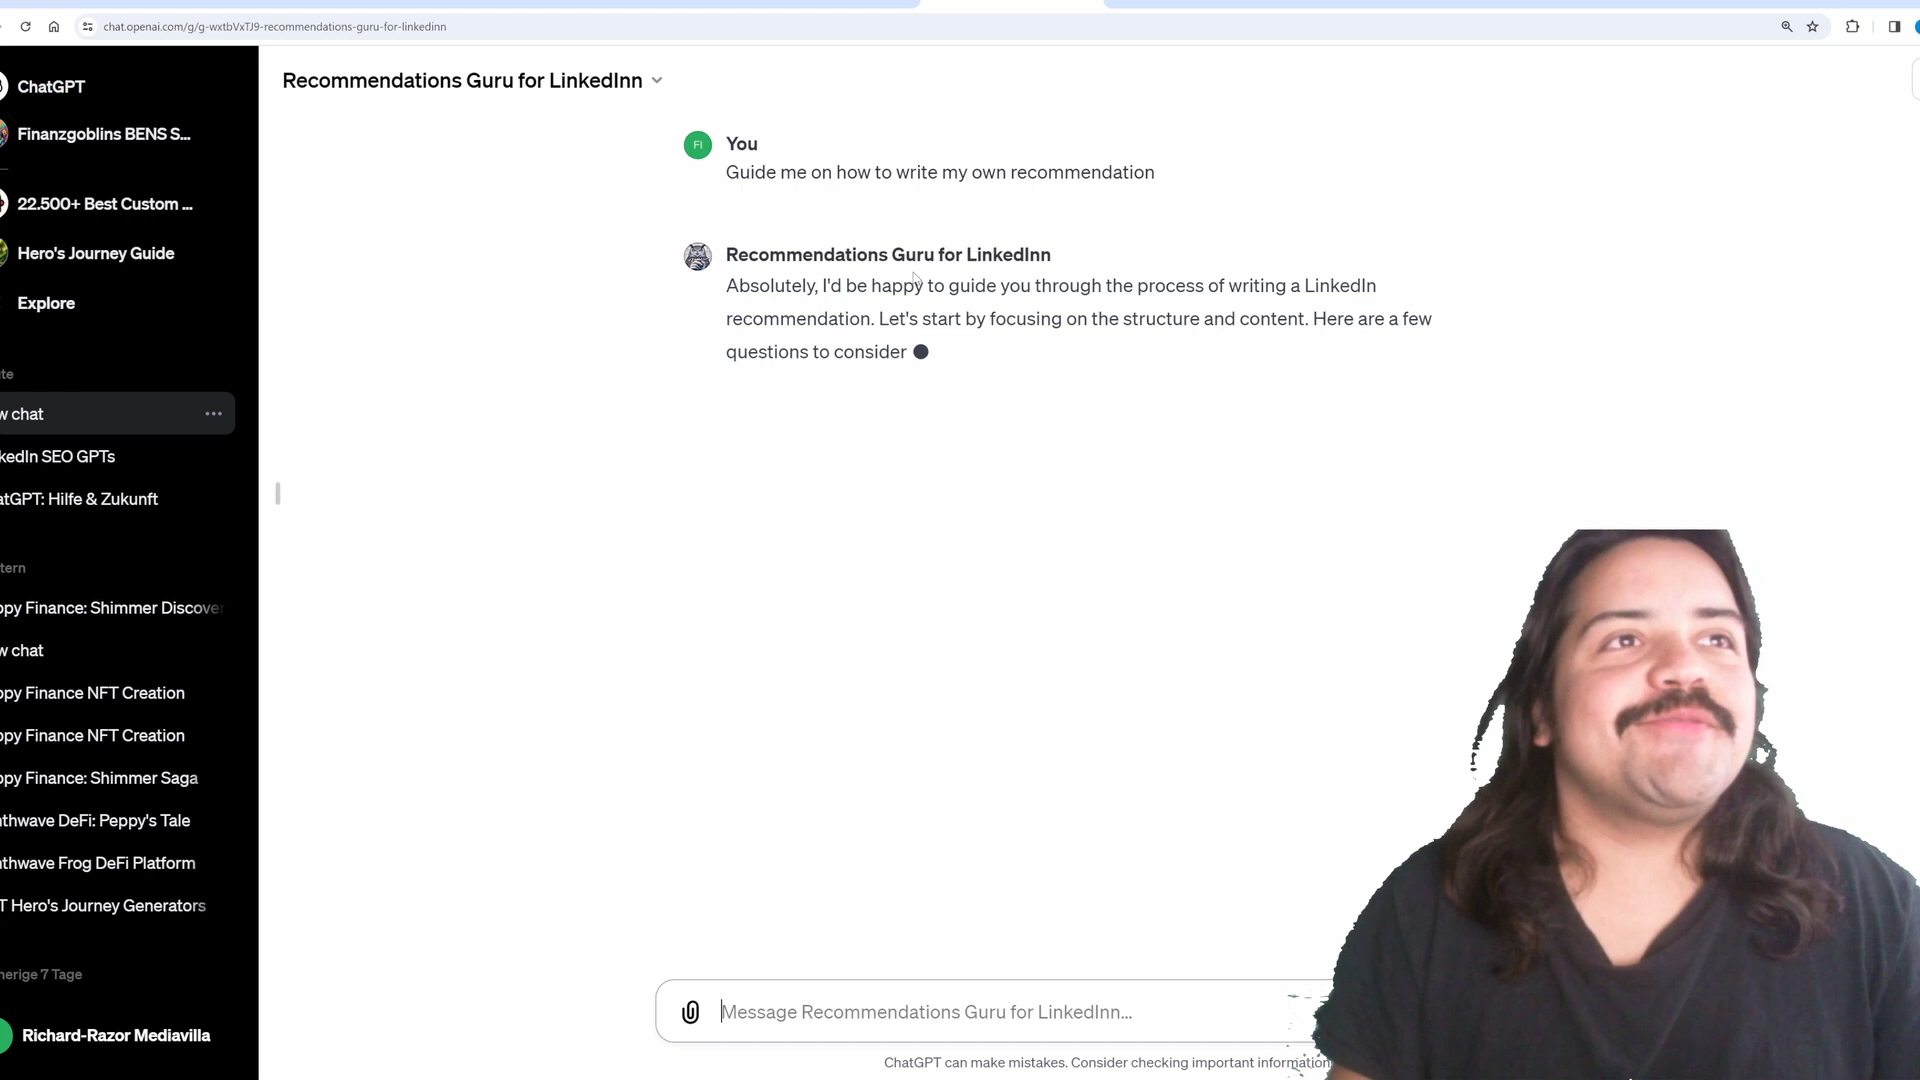 chat.openai.com/g/g-wxtbVxTJ9-recommendations-guru-for-linkedinn
ChatGPT
Finanzgoblins BENS S...
22.500+ Best Custom ...
Hero's Journey Guide
Explore
w chat
kedIn SEO GPTs
atGPT: Hilfe & Zukunft
tern
ppy Finance: Shimmer Discover
w chat
ppy Finance NFT Creation
ppy Finance NFT Creation
ppy Finance: Shimmer Saga
nthwave DeFi: Peppy's Tale
nthwave Frog DeFi Platform
T Hero's Journey Generators
herige 7 Tage
Richard-Razor Mediavilla
Recommendations Guru for LinkedInn
FI
You
Guide me on how to write my own recommendation
Recommendations Guru for LinkedInn
Absolutely, I'd be happy to guide you through the process of writing a LinkedIn
recommendation. Let's start by focusing on the structure and content. Here are a few
questions to consider
Message Recommendations Guru for LinkedInn...
ChatGPT can make mistakes. Consider checking important information